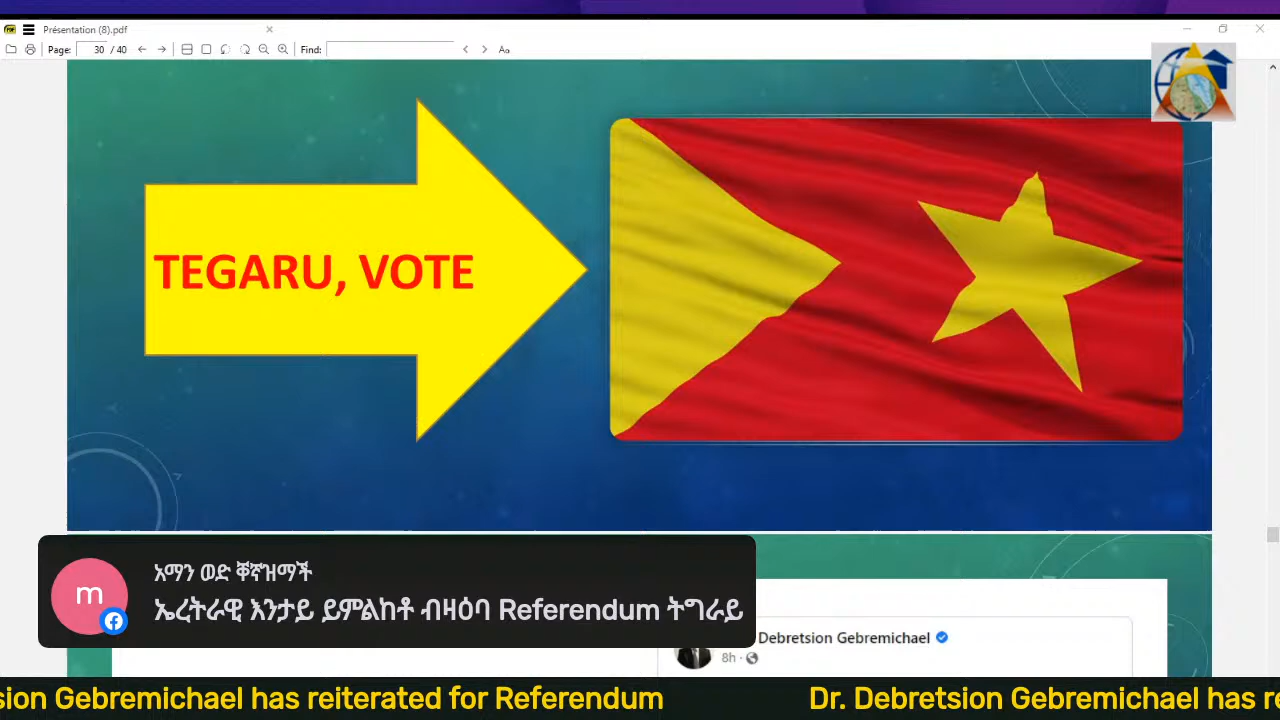 Présentation (8).pdf
Page: 30 / 40 Find:
TEGARU, VOTE
m
አማን ወድ ቐኛዝማች
ኤረትራዊ እንታይ ይምልከቶ ብዛዕባ Referendum ትግራይ
Debretsion Gebremichael
8h ·
sion Gebremichael has reiterated for Referendum Dr. Debretsion Gebremichael has re